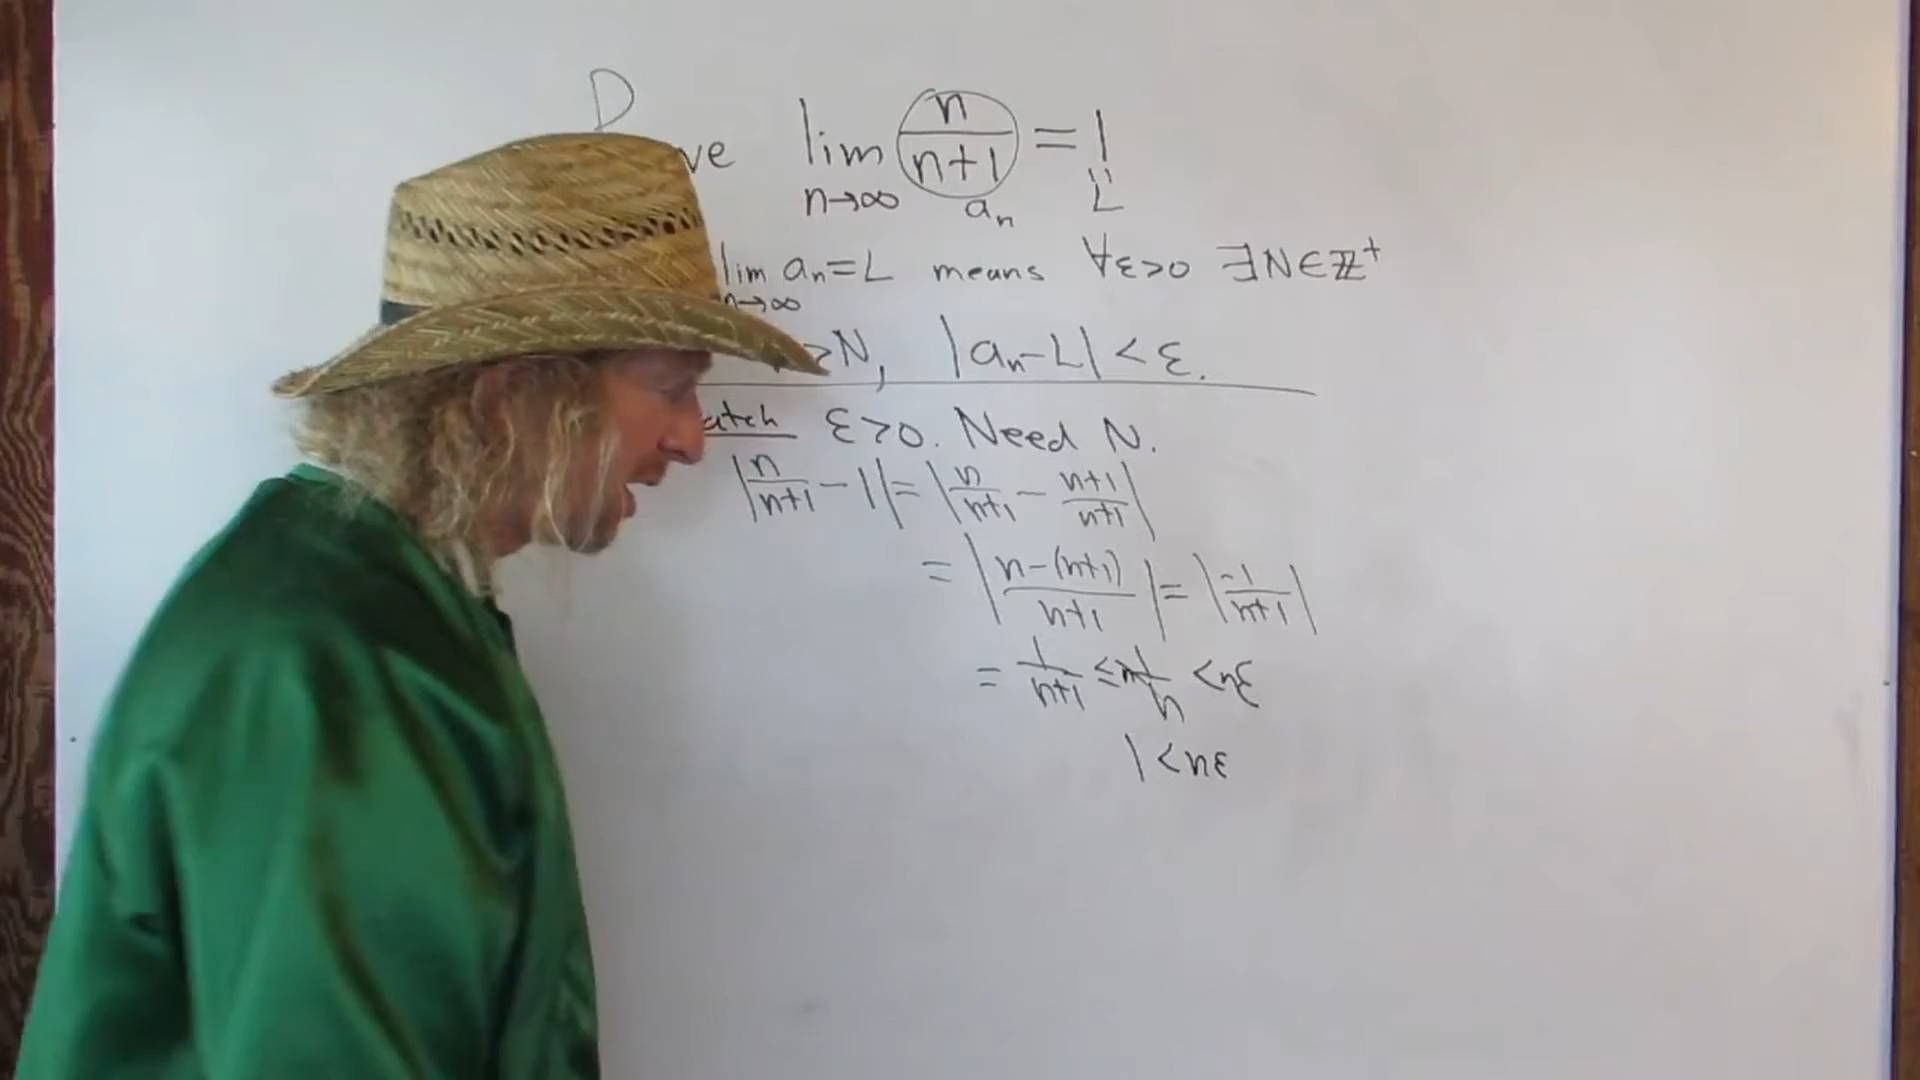 lim n→∞ n/(n+1) = 1
aₙ L
lim n→∞ aₙ = L means ∀ε>0 ∃N∈ℤ⁺
>N, |aₙ-L| < ε.
ε>0. Need N.
|n/(n+1) - 1| = |n/(n+1) - (n+1)/(n+1)|
= |(n-(n+1))/(n+1)| = |-1/(n+1)|
= 1/(n+1) ≤ n 1/n < nε
1 < nε